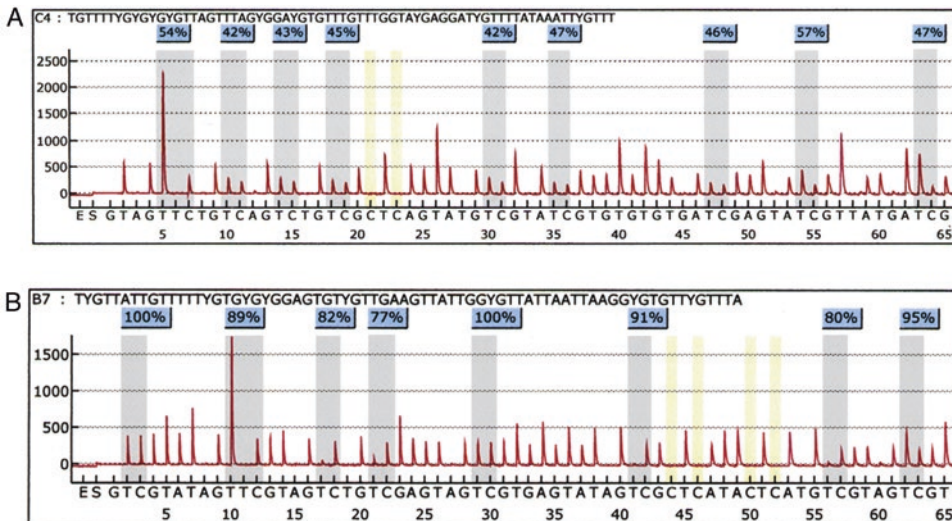 A
C4 : TGTTTTYGYGYGYGTTAGTTTAGYGGAYGTGTTTGTTTGGTAYGAGGATYGTTTTATAAATTYGTTT
54% 42% 43% 45% 42% 47% 46% 57% 47%
2500
2000
1500
1000
500
0
E S G T A G T T C T G T C A G T C T G T C G C T C A G T A T G T C G T A T C G T G T G T G T G A T C G A G T A T C G T T A T G A T C G
5 10 15 20 25 30 35 40 45 50 55 60 65
B
B7 : TYGTTATTGTTTTTYGTGYGYGGAGTGTYGTTGAAGTTATTGGYGTTATTAATTAAGGYGTGTTYGTTTA
100% 89% 82% 77% 100% 91% 80% 95%
1500
1000
500
0
E S G T C G T A T A G T T C G T A G T C T G T C G A G T A G T C G T G A G T A T A G T C G C T C A T A C T C A T G T C G T A G T C G T
5 10 15 20 25 30 35 40 45 50 55 60 65